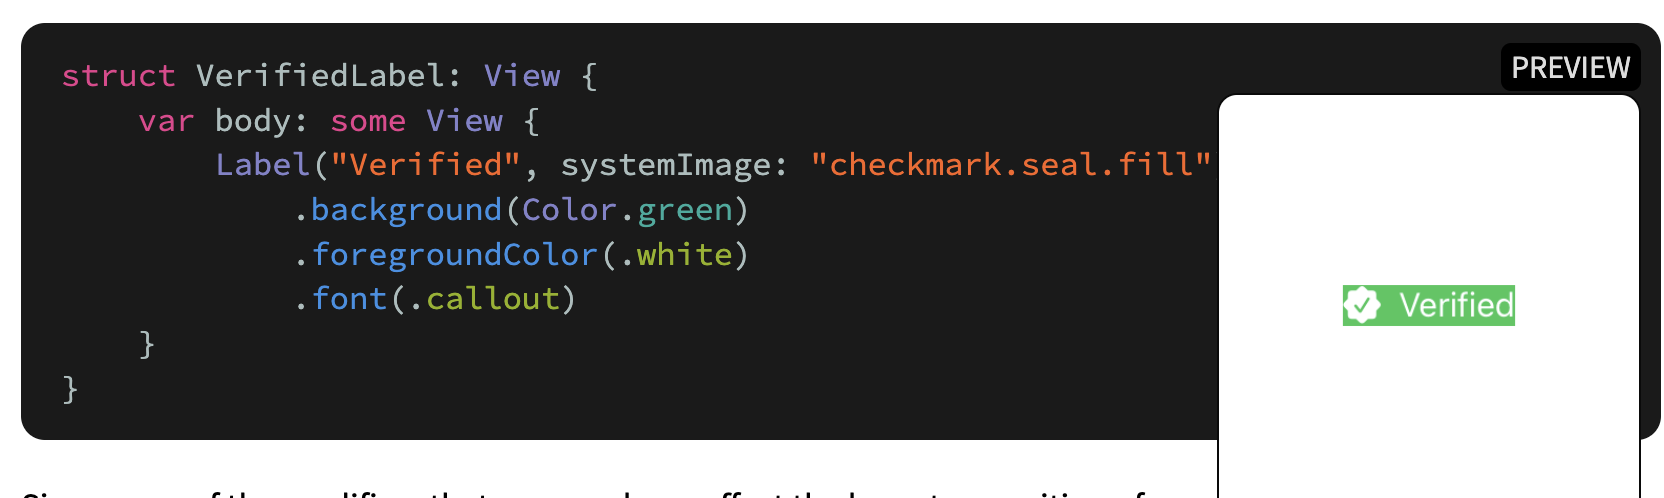 struct VerifiedLabel: View {
    var body: some View {
        Label("Verified", systemImage: "checkmark.seal.fill"
            .background(Color.green)
            .foregroundColor(.white)
            .font(.callout)
    }
}
PREVIEW
Verified